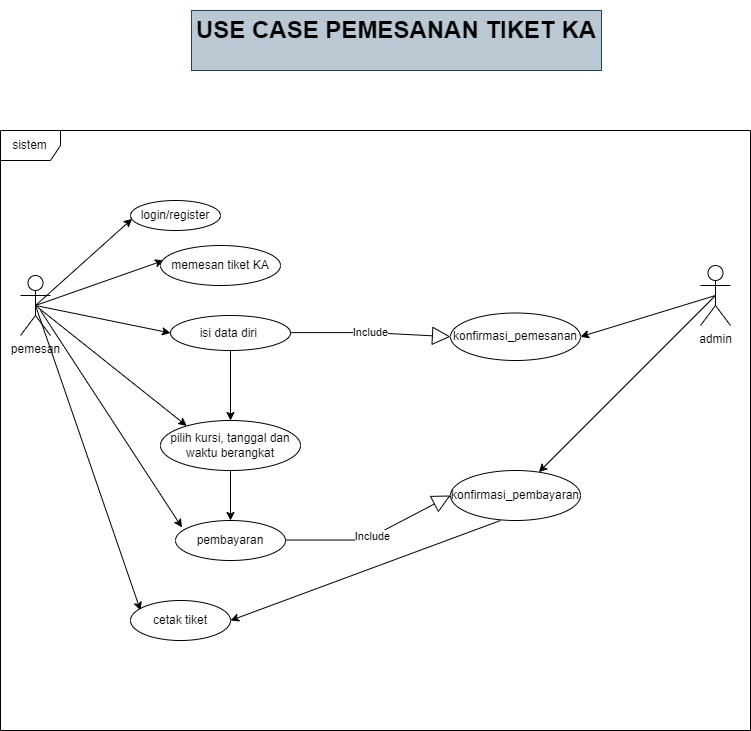 USE CASE PEMESANAN TIKET KA
sistem
login/register
memesan tiket KA
isi data diri
Include
konfirmasi_pemesanan
pemesan
admin
pilih kursi, tanggal dan
waktu berangkat
konfirmasi_pembayaran
pembayaran
Include
cetak tiket